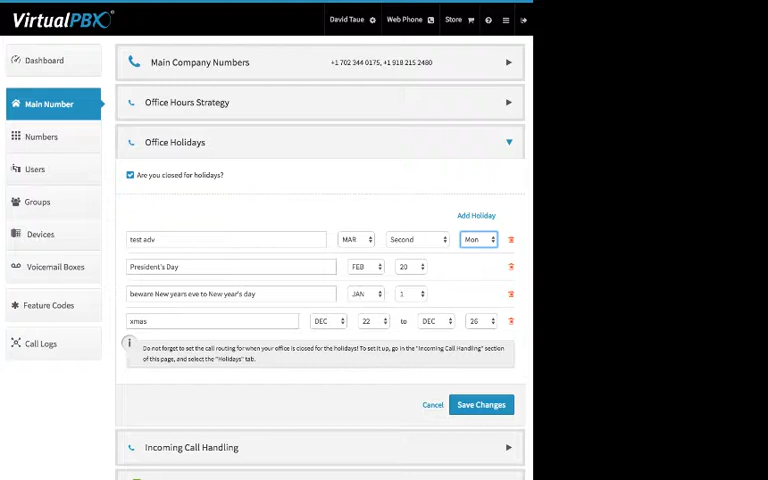 VirtualPBX
David Taue
Web Phone
Store
Dashboard
Main Number
Numbers
Users
Groups
Devices
Voicemail Boxes
Feature Codes
Call Logs
Main Company Numbers
+1 702 344 0175, +1 918 215 2480
Office Hours Strategy
Office Holidays
Are you closed for holidays?
Add Holiday
test adv MAR Second Mon
President's Day FEB 20
beware New years eve to New year's day JAN 1
xmas DEC 22 to DEC 26
Do not forget to set the call routing for when your office is closed for the holidays! To set it up, go in the "Incoming Call Handling" section
of this page, and select the "Holidays" tab.
Cancel Save Changes
Incoming Call Handling